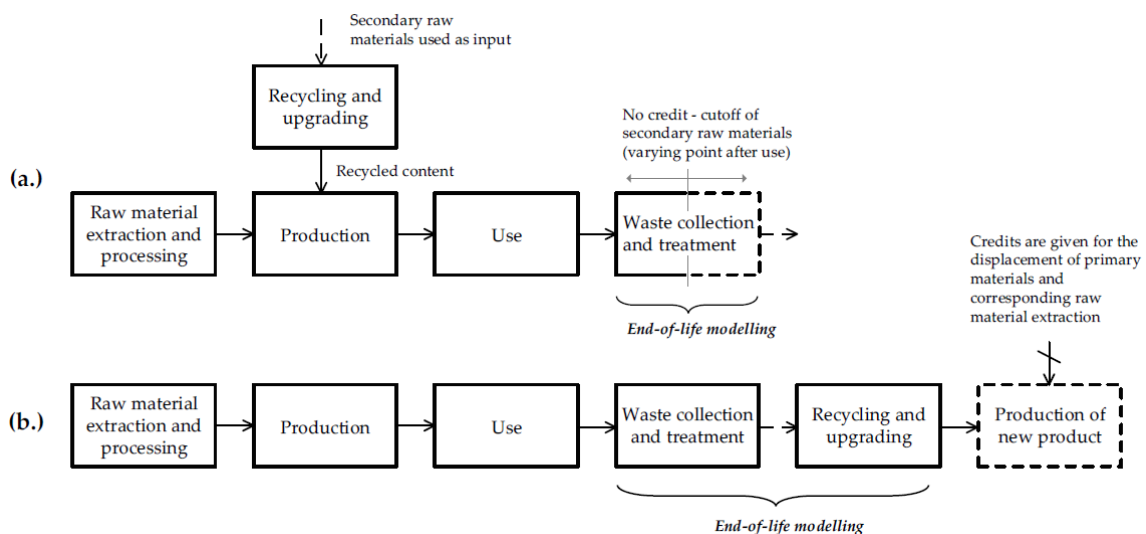 Secondary raw
materials used as input
Recycling and
upgrading
No credit - cutoff of
secondary raw materials
(varying point after use)
(a.)
Recycled content
Raw material
extraction and
processing
Production
Use
Waste collection
and treatment
End-of-life modelling
Credits are given for the
displacement of primary
materials and
corresponding raw
material extraction
(b.)
Raw material
extraction and
processing
Production
Use
Waste collection
and treatment
Recycling and
upgrading
Production of
new product
End-of-life modelling